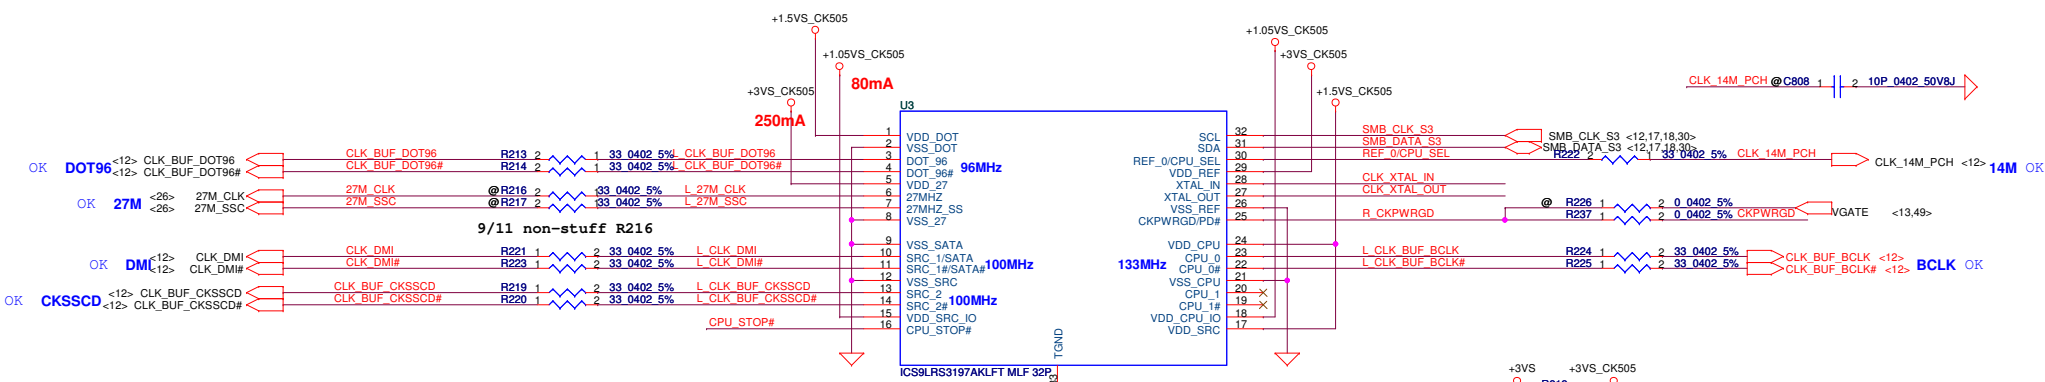 +1.5VS_CK505
+1.05VS_CK505
80mA
+3VS_CK505
250mA
+1.05VS_CK505
+3VS_CK505
+1.5VS_CK505
CLK_14M_PCH @C808 1 2 10P_0402_50V8J
U3
1 VDD_DOT
2 VSS_DOT
3 DOT_96
4 DOT_96#
5 VDD_27
6 27MHZ
7 27MHZ_SS
8 VSS_27
9 VSS_SATA
10 SRC_1/SATA
11 SRC_1#/SATA#
12 VSS_SRC
13 SRC_2
14 SRC_2#
15 VDD_SRC_IO
16 CPU_STOP#
96MHz
100MHz
100MHz
133MHz
SCL 32
SDA 31
REF_0/CPU_SEL 30
VDD_REF 29
XTAL_IN 28
XTAL_OUT 27
VSS_REF 26
CKPWRGD/PD# 25
VDD_CPU 24
CPU_0 23
CPU_0# 22
VSS_CPU 21
CPU_1 20
CPU_1# 19
VDD_CPU_IO 18
VDD_SRC 17
TGND
ICS9LRS3197AKLFT MLF 32P
OK DOT96 <12> CLK_BUF_DOT96 CLK_BUF_DOT96 R213 2 1 33_0402_5% L_CLK_BUF_DOT96
<12> CLK_BUF_DOT96# CLK_BUF_DOT96# R214 2 1 33_0402_5% L_CLK_BUF_DOT96#
OK 27M <26> 27M_CLK 27M_CLK @R216 2 1 33_0402_5% L_27M_CLK
<26> 27M_SSC 27M_SSC @R217 2 1 33_0402_5% L_27M_SSC
9/11 non-stuff R216
OK DMI <12> CLK_DMI CLK_DMI R221 1 2 33_0402_5% L_CLK_DMI
<12> CLK_DMI# CLK_DMI# R223 1 2 33_0402_5% L_CLK_DMI#
OK CKSSCD <12> CLK_BUF_CKSSCD CLK_BUF_CKSSCD R219 1 2 33_0402_5% L_CLK_BUF_CKSSCD
<12> CLK_BUF_CKSSCD# CLK_BUF_CKSSCD# R220 1 2 33_0402_5% L_CLK_BUF_CKSSCD#
CPU_STOP#
SMB_CLK_S3 SMB_CLK_S3 <12,17,18,30>
SMB_DATA_S3 SMB_DATA_S3 <12,17,18,30>
REF_0/CPU_SEL R222 2 1 33_0402_5% CLK_14M_PCH CLK_14M_PCH <12> 14M OK
CLK_XTAL_IN
CLK_XTAL_OUT
@ R226 1 2 0_0402_5% VGATE <13,49>
R_CKPWRGD R237 1 2 0_0402_5% CKPWRGD
L_CLK_BUF_BCLK R224 1 2 33_0402_5% CLK_BUF_BCLK <12> BCLK OK
L_CLK_BUF_BCLK# R225 1 2 33_0402_5% CLK_BUF_BCLK# <12>
+3VS +3VS_CK505